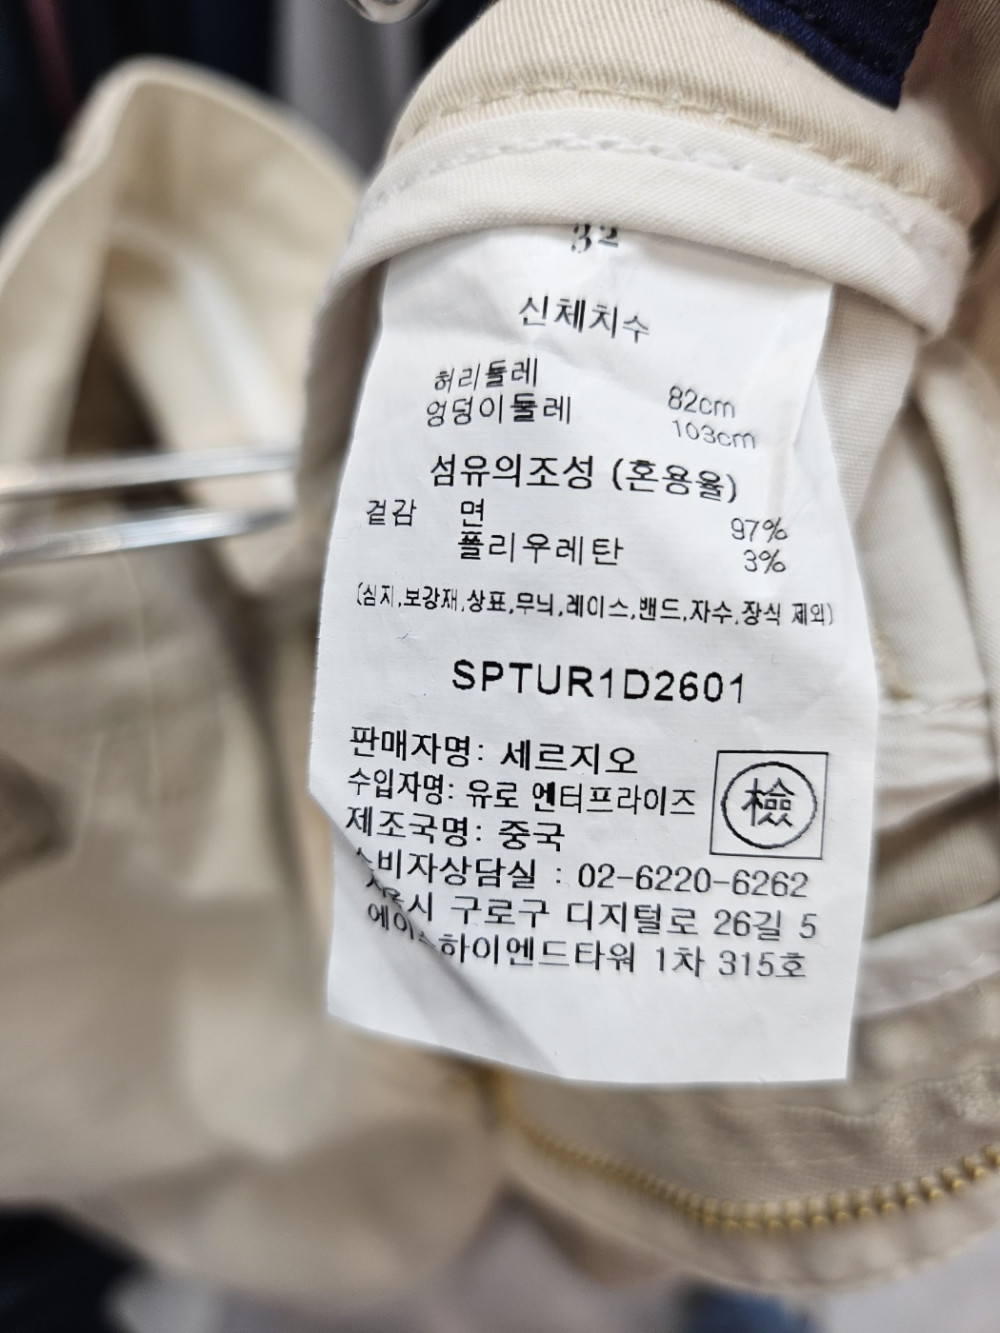 32
신체치수
허리둘레 82cm
엉덩이둘레 103cm
섬유의조성 (혼용율)
겉감 면 97%
폴리우레탄 3%
(심지,보강재,상표,무늬,레이스,밴드,자수,장식 제외)
SPTUR1D2601
판매자명: 세르지오
수입자명: 유로 엔터프라이즈
檢
제조국명: 중국
소비자상담실 : 02-6220-6262
서울시 구로구 디지털로 26길 5
에이스하이엔드타워 1차 315호